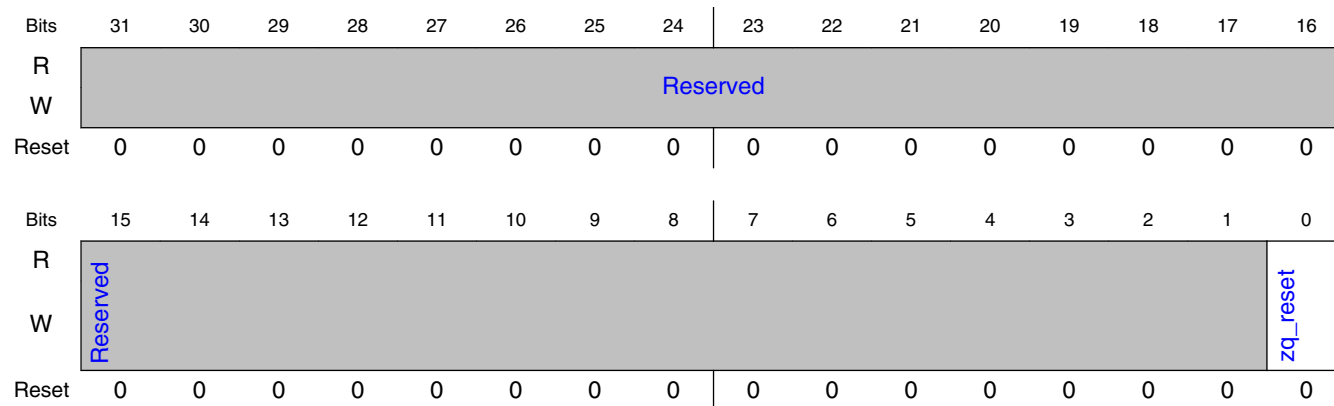 Bits 31 30 29 28 27 26 25 24 23 22 21 20 19 18 17 16
R
Reserved
W
Reset 0 0 0 0 0 0 0 0 0 0 0 0 0 0 0 0
Bits 15 14 13 12 11 10 9 8 7 6 5 4 3 2 1 0
R
Reserved
zq_reset
W
Reset 0 0 0 0 0 0 0 0 0 0 0 0 0 0 0 0